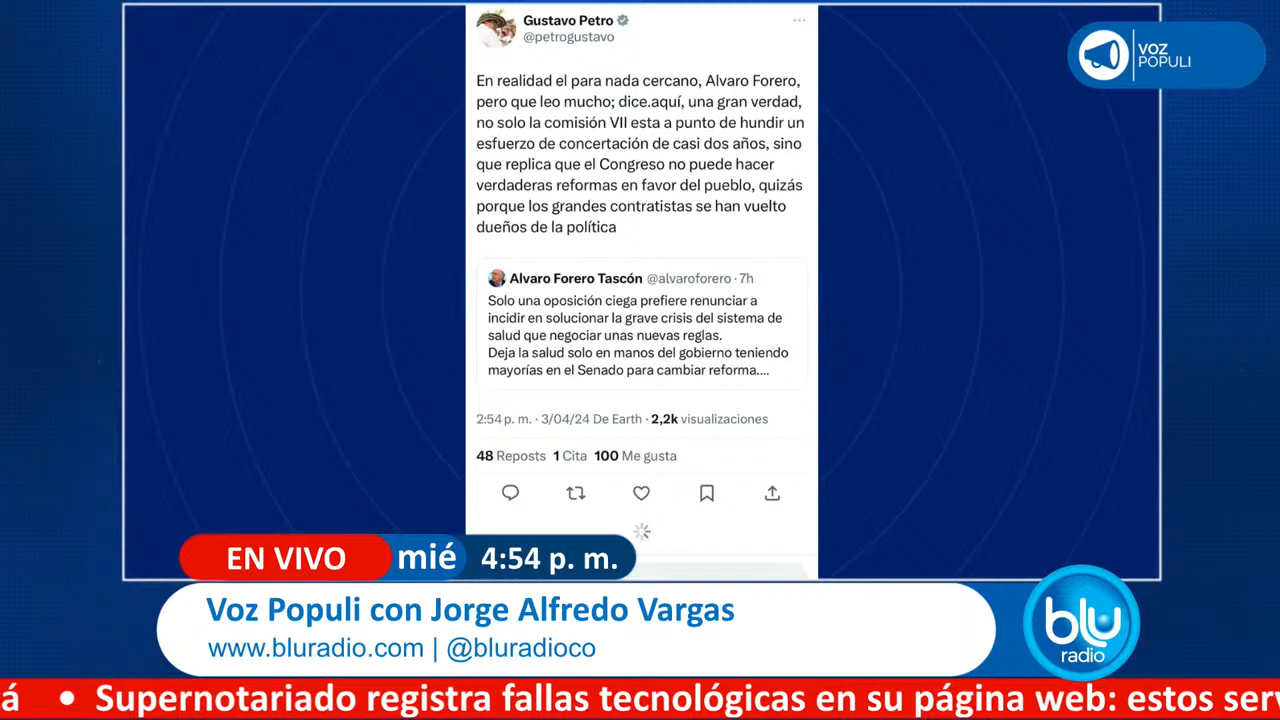 Gustavo Petro
@petrogustavo
En realidad el para nada cercano, Alvaro Forero,
pero que leo mucho; dice.aquí, una gran verdad,
no solo la comisión VII esta a punto de hundir un
esfuerzo de concertación de casi dos años, sino
que replica que el Congreso no puede hacer
verdaderas reformas en favor del pueblo, quizás
porque los grandes contratistas se han vuelto
dueños de la política
Alvaro Forero Tascón @alvaroforero · 7h
Solo una oposición ciega prefiere renunciar a
incidir en solucionar la grave crisis del sistema de
salud que negociar unas nuevas reglas.
Deja la salud solo en manos del gobierno teniendo
mayorías en el Senado para cambiar reforma....
2:54 p. m. · 3/04/24 De Earth · 2,2k visualizaciones
48 Reposts 1 Cita 100 Me gusta
VOZ
POPULI
EN VIVO mié 4:54 p. m.
Voz Populi con Jorge Alfredo Vargas
www.bluradio.com | @bluradioco
blu
radio
á • Supernotariado registra fallas tecnológicas en su página web: estos serv